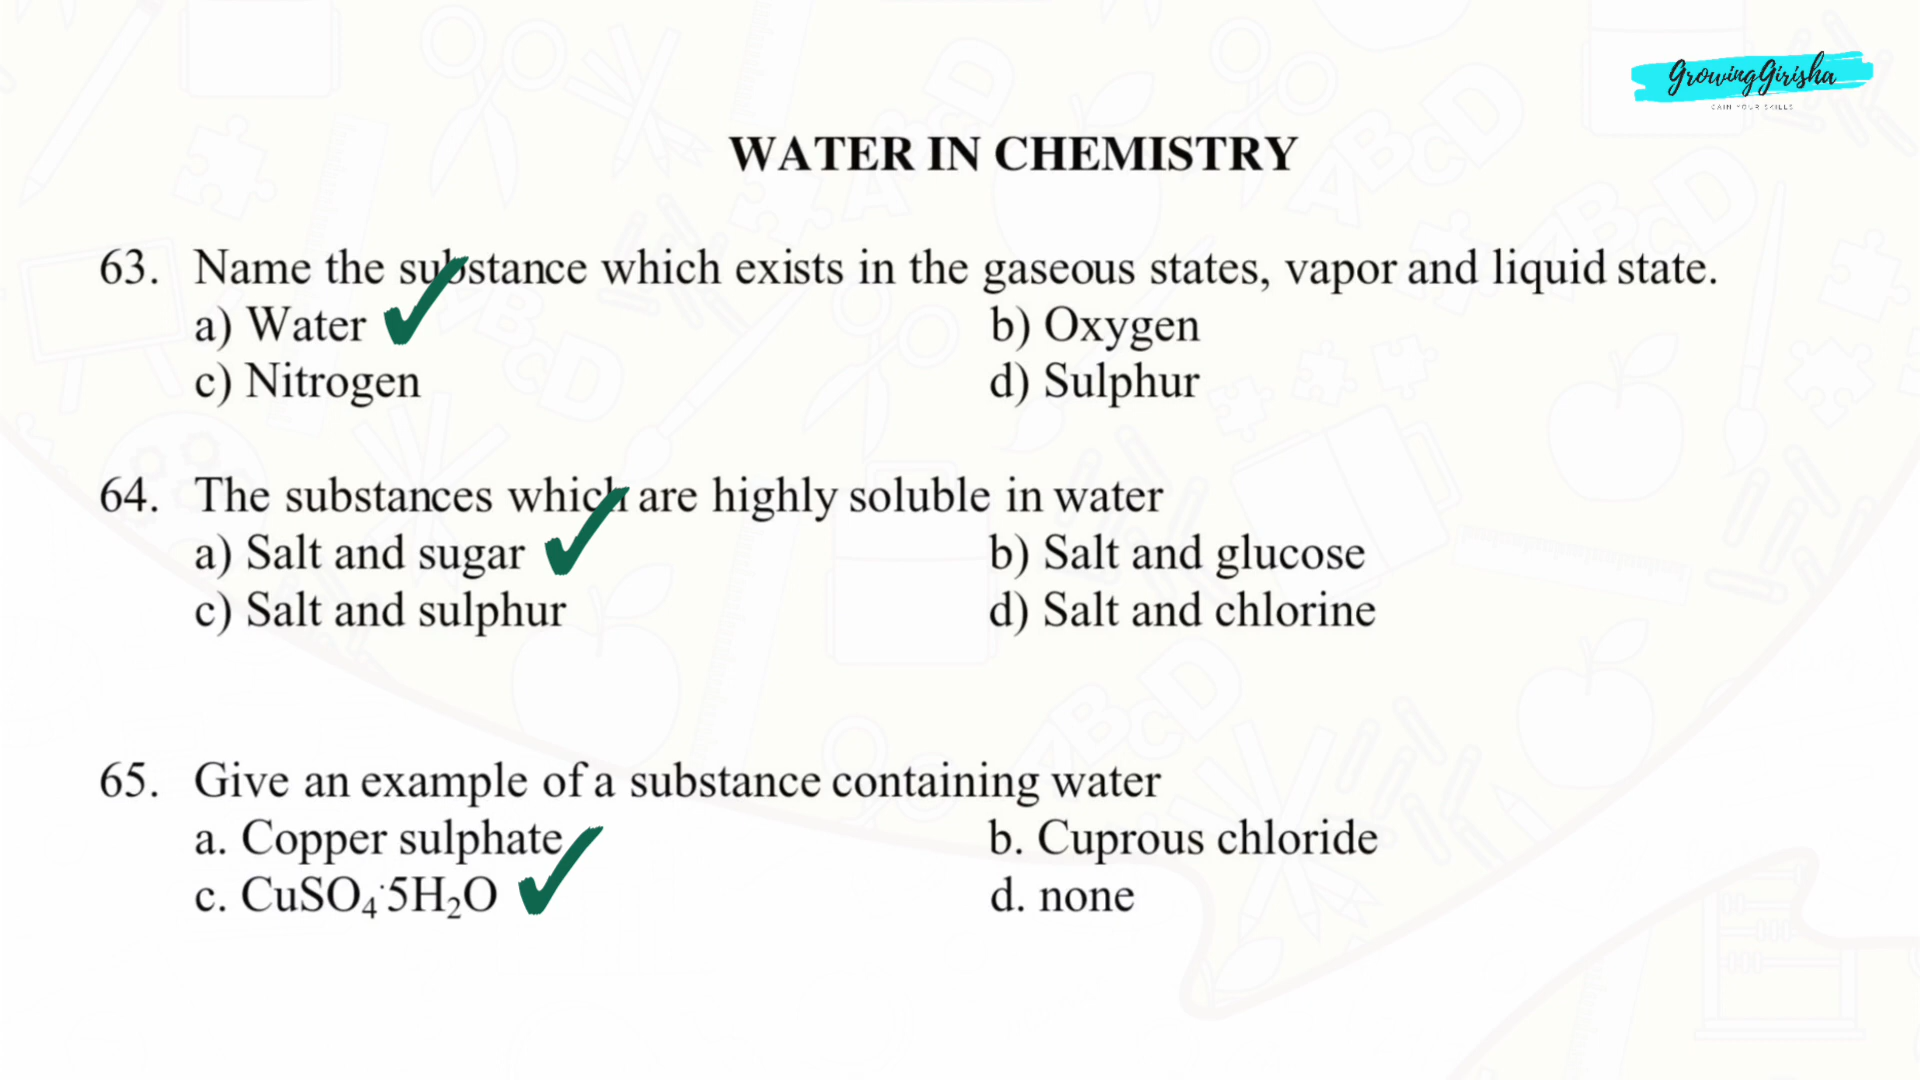 GrowingGirisha
GAIN YOUR SKILLS
WATER IN CHEMISTRY
63. Name the substance which exists in the gaseous states, vapor and liquid state.
a) Water b) Oxygen
c) Nitrogen d) Sulphur
64. The substances which are highly soluble in water
a) Salt and sugar b) Salt and glucose
c) Salt and sulphur d) Salt and chlorine
65. Give an example of a substance containing water
a. Copper sulphate b. Cuprous chloride
c. CuSO₄·5H₂O d. none